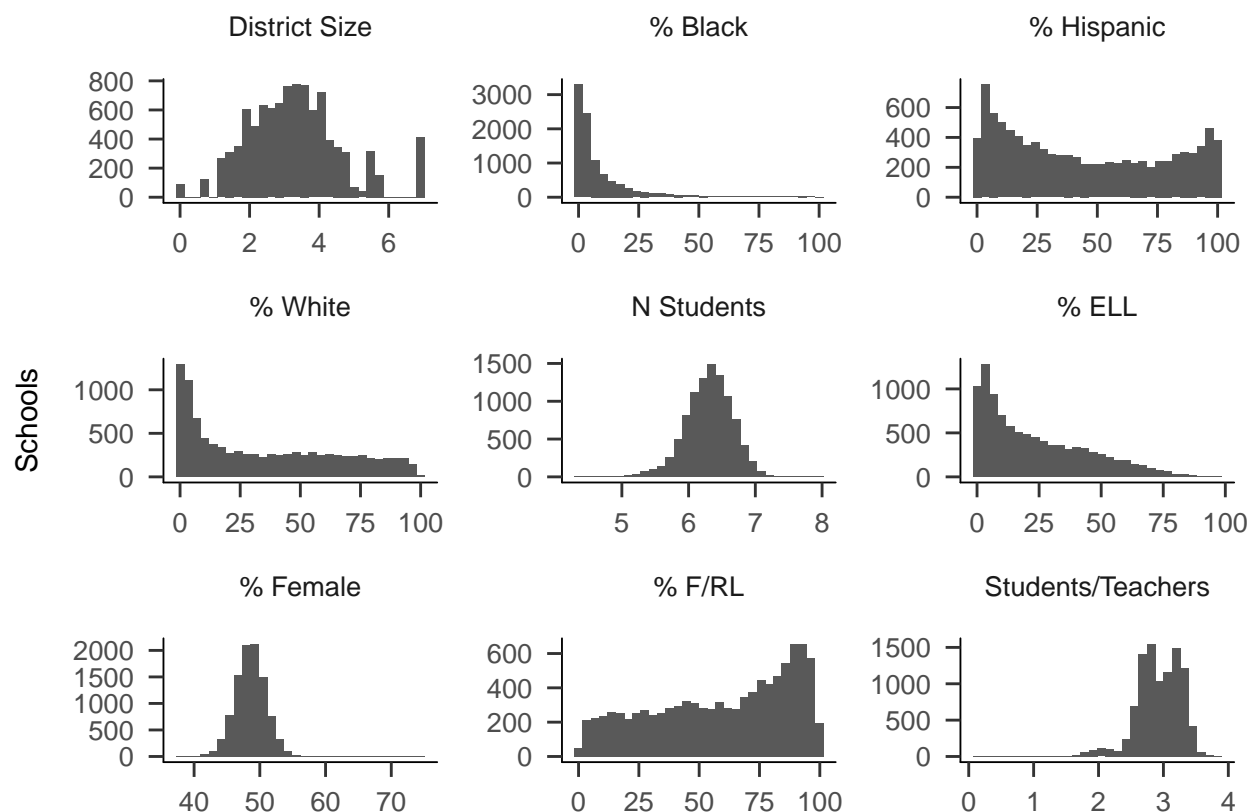 District Size
% Black
% Hispanic
800
600
400
200
0
0 2 4 6
3000
2000
1000
0
0 25 50 75 100
600
400
200
0
0 25 50 75 100
% White
N Students
% ELL
1000
500
0
0 25 50 75 100
1500
1000
500
0
5 6 7 8
1000
500
0
0 25 50 75 100
Schools
% Female
% F/RL
Students/Teachers
2000
1500
1000
500
0
40 50 60 70
600
400
200
0
0 25 50 75 100
1500
1000
500
0
0 1 2 3 4